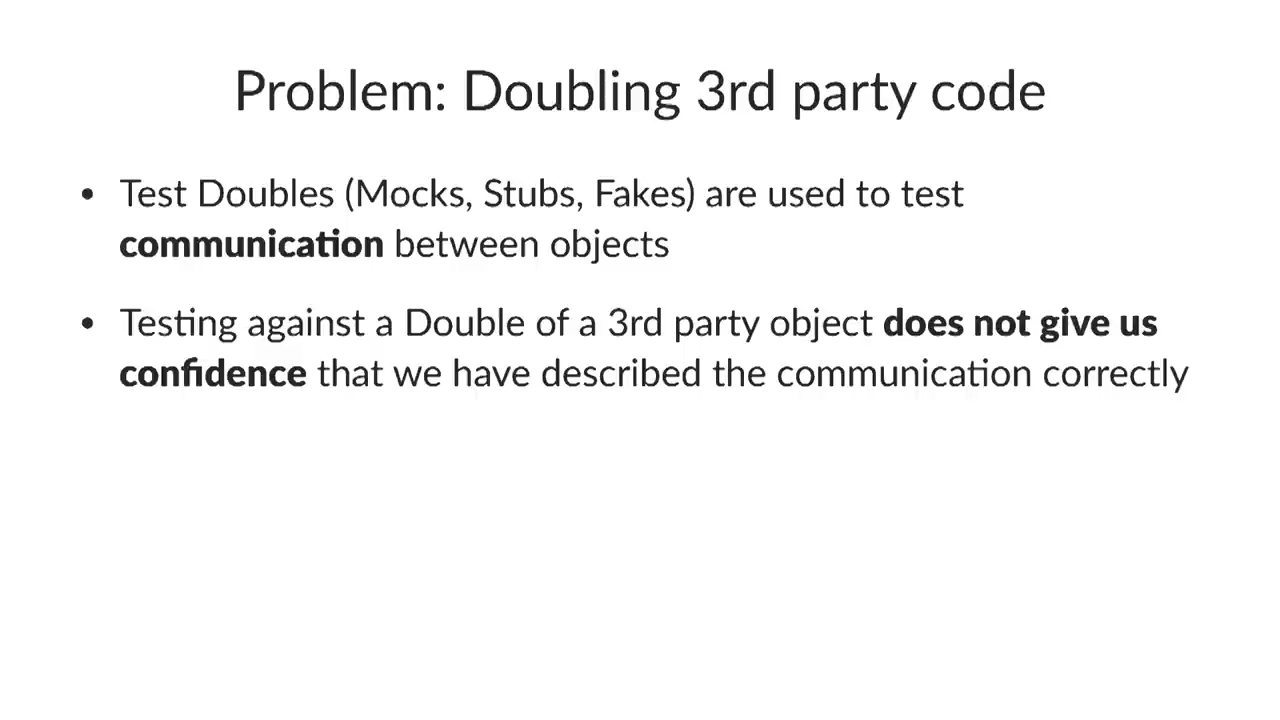 Problem: Doubling 3rd party code
• Test Doubles (Mocks, Stubs, Fakes) are used to test
communication between objects
• Testing against a Double of a 3rd party object does not give us
confidence that we have described the communication correctly